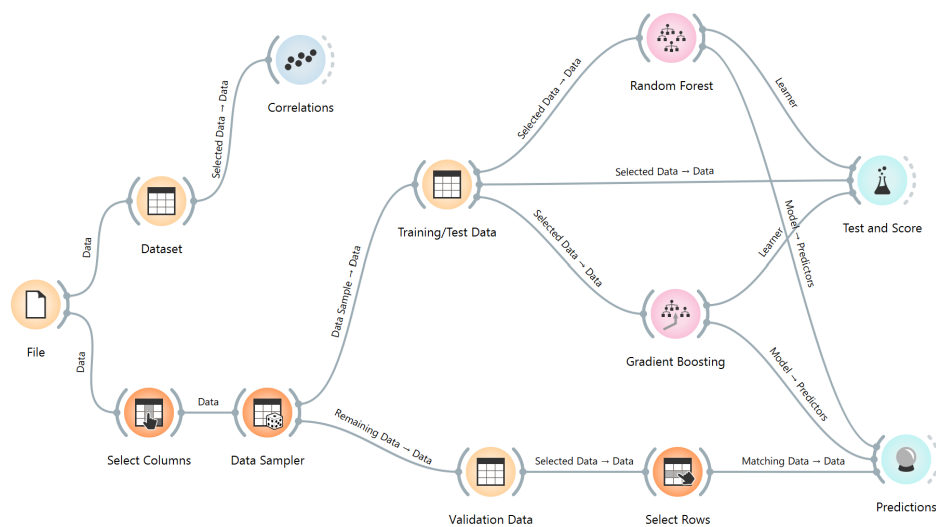 Random Forest
Correlations
Selected Data → Data
Selected Data → Data
Learner
Selected Data → Data
Training/Test Data
Test and Score
Dataset
Data
Selected Data → Data
Learner
Model → Predictors
Data Sample → Data
File
Gradient Boosting
Data
Model → Predictors
Data
Remaining Data → Data
Select Columns
Data Sampler
Selected Data → Data
Matching Data → Data
Validation Data
Select Rows
Predictions